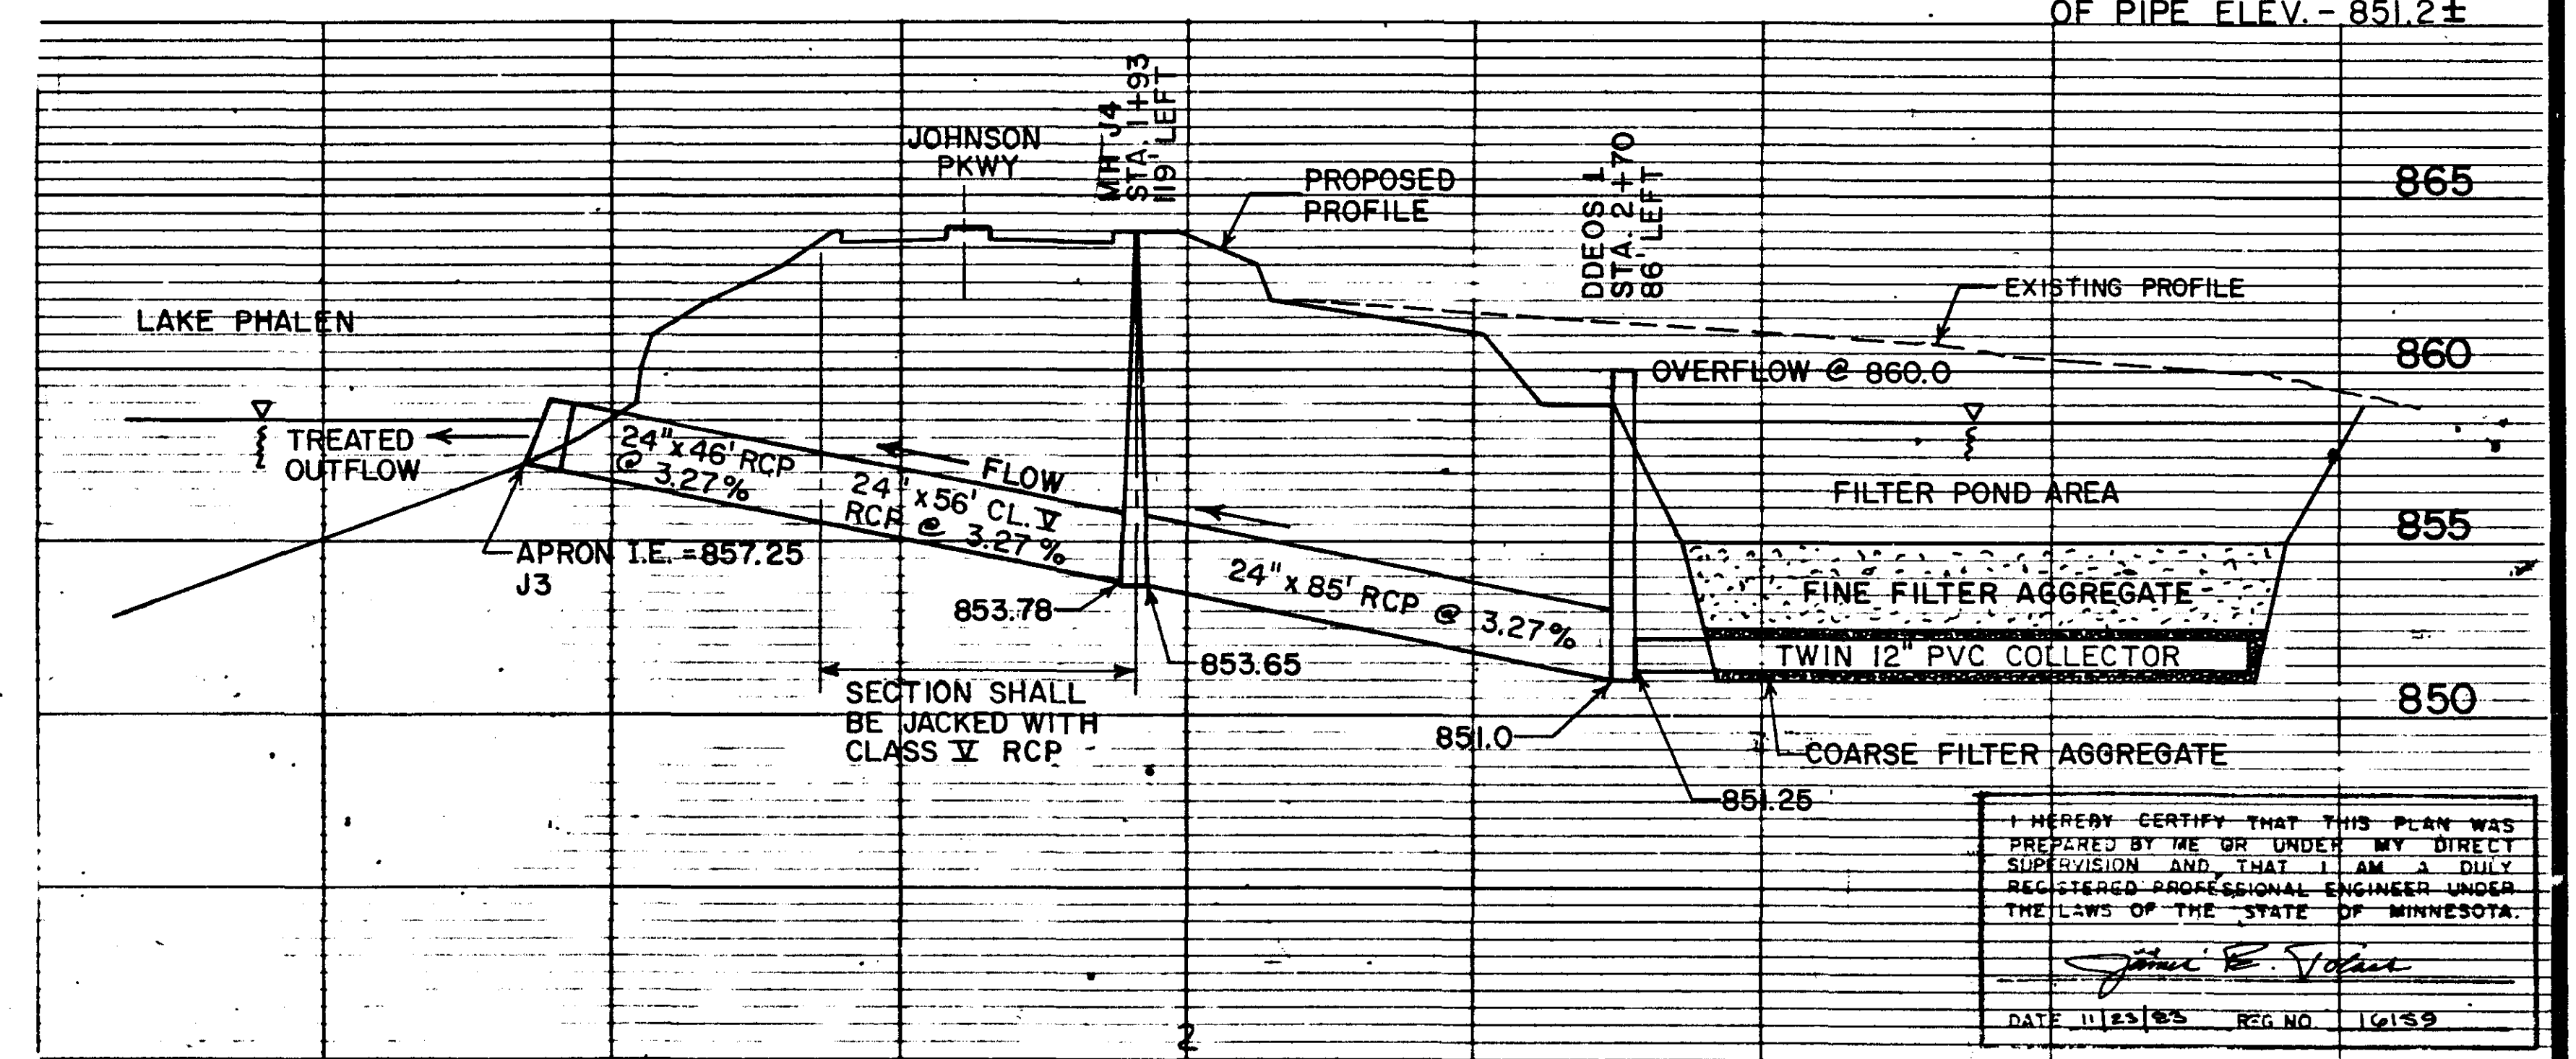 OF PIPE ELEV. - 851.2±
MH J4
STA. 1+93
119' LEFT
JOHNSON
PKWY
PROPOSED
PROFILE
865
DDEOS 1
STA. 2+70
86' LEFT
EXISTING PROFILE
LAKE PHALEN
860
OVERFLOW @ 860.0
TREATED
OUTFLOW
24"x46' RCP
@ 3.27%
FLOW
24"x56' CL. V
RCP @ 3.27%
FILTER POND AREA
855
APRON I.E. =857.25
J3
853.78
24"x85' RCP @ 3.27%
FINE FILTER AGGREGATE
853.65
TWIN 12" PVC COLLECTOR
SECTION SHALL
BE JACKED WITH
CLASS V RCP
850
851.0
COARSE FILTER AGGREGATE
851.25
I HEREBY CERTIFY THAT THIS PLAN WAS
PREPARED BY ME OR UNDER MY DIRECT
SUPERVISION AND THAT I AM A DULY
REGISTERED PROFESSIONAL ENGINEER UNDER
THE LAWS OF THE STATE OF MINNESOTA.
James E.
DATE 11/23/83 REG NO. 16159
2